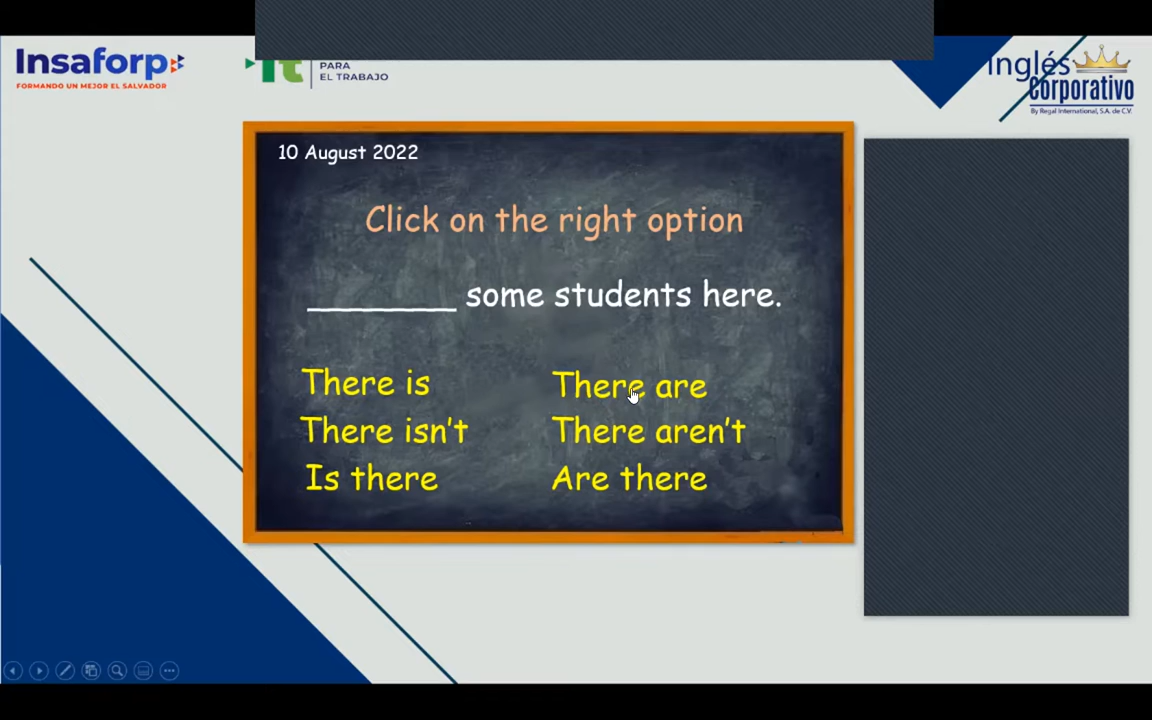 Insaforp
FORMANDO UN MEJOR EL SALVADOR
PARA
EL TRABAJO
Inglés
Corporativo
By Regal International, S.A. de C.V.
10 August 2022
Click on the right option
________ some students here.
There is There are
There isn't There aren't
Is there Are there